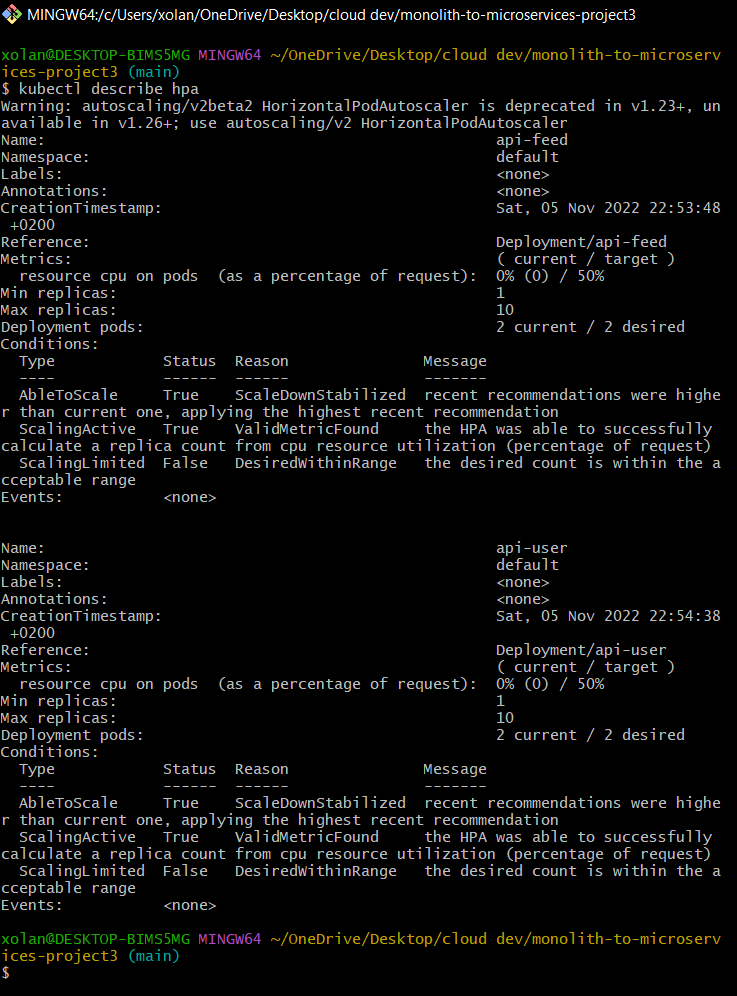 MINGW64:/c/Users/xolan/OneDrive/Desktop/cloud dev/monolith-to-microservices-project3
xolan@DESKTOP-BIMS5MG MINGW64 ~/OneDrive/Desktop/cloud dev/monolith-to-microserv
ices-project3 (main)
$ kubectl describe hpa
Warning: autoscaling/v2beta2 HorizontalPodAutoscaler is deprecated in v1.23+, un
available in v1.26+; use autoscaling/v2 HorizontalPodAutoscaler
Name:                                                  api-feed
Namespace:                                             default
Labels:                                                <none>
Annotations:                                           <none>
CreationTimestamp:                                     Sat, 05 Nov 2022 22:53:48
 +0200
Reference:                                             Deployment/api-feed
Metrics:                                               ( current / target )
  resource cpu on pods  (as a percentage of request):  0% (0) / 50%
Min replicas:                                          1
Max replicas:                                          10
Deployment pods:                                       2 current / 2 desired
Conditions:
  Type            Status  Reason               Message
  ----            ------  ------               -------
  AbleToScale     True    ScaleDownStabilized  recent recommendations were highe
r than current one, applying the highest recent recommendation
  ScalingActive   True    ValidMetricFound     the HPA was able to successfully
calculate a replica count from cpu resource utilization (percentage of request)
  ScalingLimited  False   DesiredWithinRange   the desired count is within the a
cceptable range
Events:           <none>
Name:                                                  api-user
Namespace:                                             default
Labels:                                                <none>
Annotations:                                           <none>
CreationTimestamp:                                     Sat, 05 Nov 2022 22:54:38
 +0200
Reference:                                             Deployment/api-user
Metrics:                                               ( current / target )
  resource cpu on pods  (as a percentage of request):  0% (0) / 50%
Min replicas:                                          1
Max replicas:                                          10
Deployment pods:                                       2 current / 2 desired
Conditions:
  Type            Status  Reason               Message
  ----            ------  ------               -------
  AbleToScale     True    ScaleDownStabilized  recent recommendations were highe
r than current one, applying the highest recent recommendation
  ScalingActive   True    ValidMetricFound     the HPA was able to successfully
calculate a replica count from cpu resource utilization (percentage of request)
  ScalingLimited  False   DesiredWithinRange   the desired count is within the a
cceptable range
Events:           <none>
xolan@DESKTOP-BIMS5MG MINGW64 ~/OneDrive/Desktop/cloud dev/monolith-to-microserv
ices-project3 (main)
$